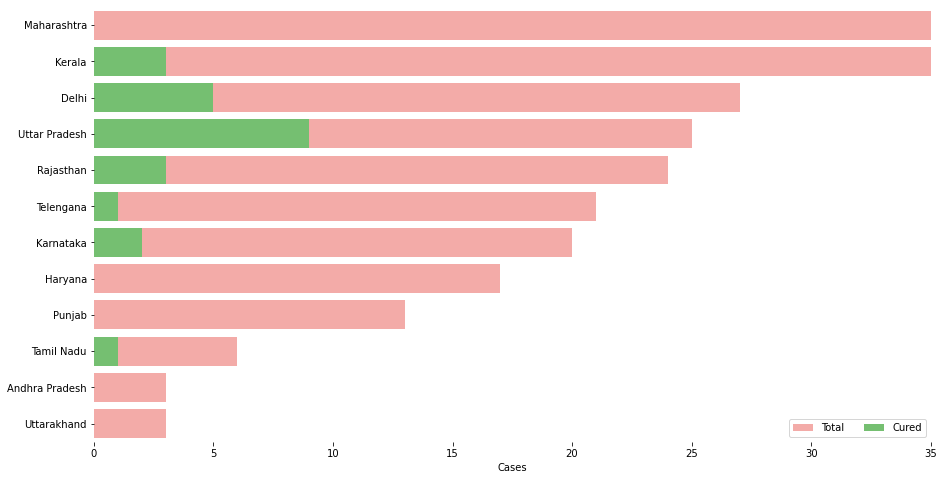 Maharashtra
Kerala
Delhi
Uttar Pradesh
Rajasthan
Telengana
Karnataka
Haryana
Punjab
Tamil Nadu
Andhra Pradesh
Uttarakhand
Total Cured
0 5 10 15 20 25 30 35
Cases